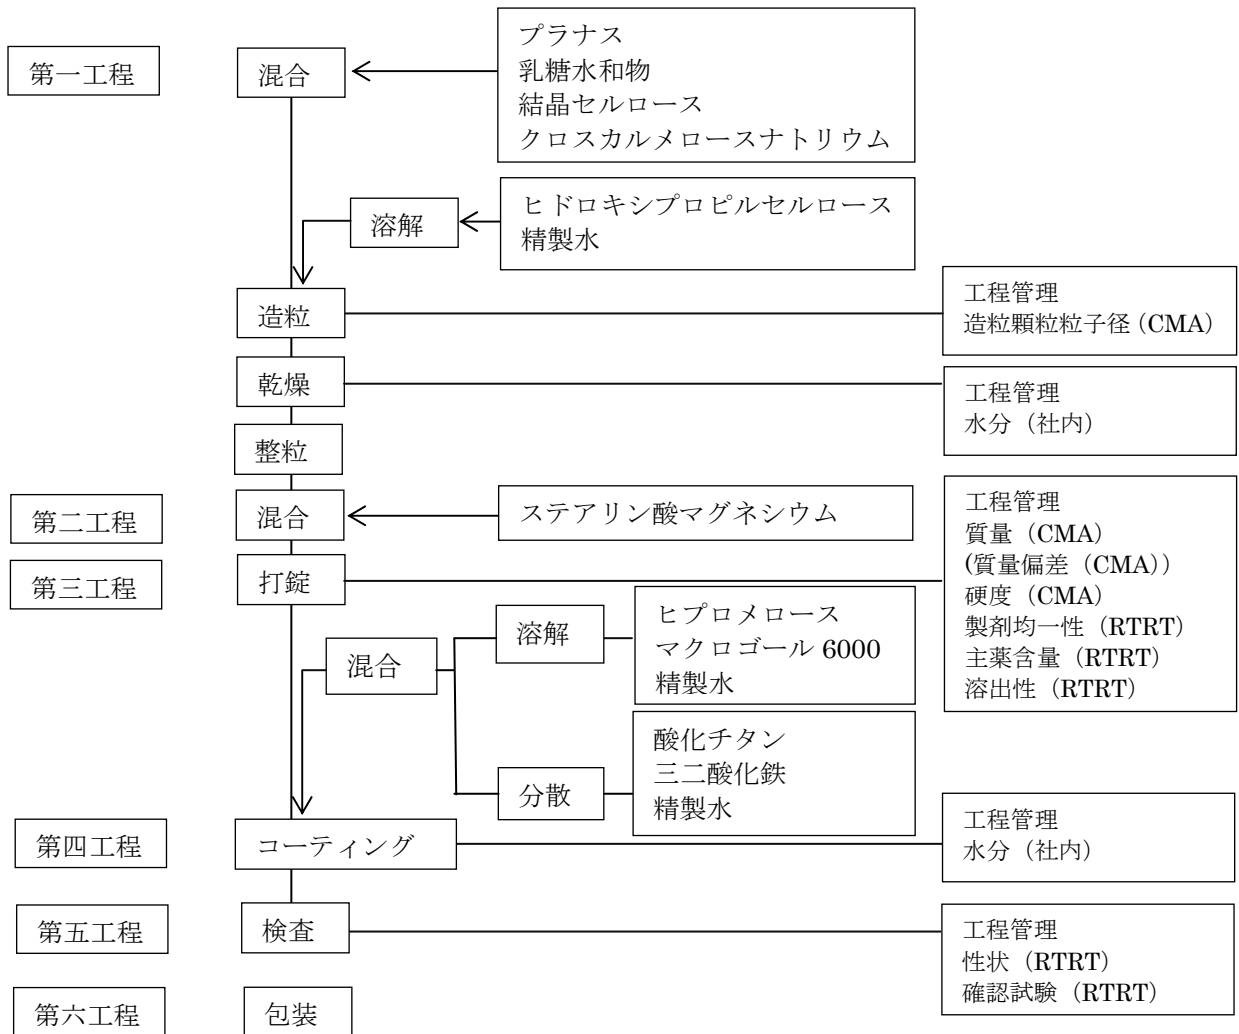 第一工程
混合
プラナス
乳糖水和物
結晶セルロース
クロスカルメロースナトリウム
溶解
ヒドロキシプロピルセルロース
精製水
造粒
工程管理
造粒顆粒粒子径（CMA）
乾燥
工程管理
水分（社内）
整粒
第二工程
混合
ステアリン酸マグネシウム
第三工程
打錠
工程管理
質量（CMA）
(質量偏差（CMA））
硬度（CMA）
製剤均一性（RTRT）
主薬含量（RTRT）
溶出性（RTRT）
混合
溶解
ヒプロメロース
マクロゴール 6000
精製水
分散
酸化チタン
三二酸化鉄
精製水
第四工程
コーティング
工程管理
水分（社内）
第五工程
検査
工程管理
性状（RTRT）
確認試験（RTRT）
第六工程
包装